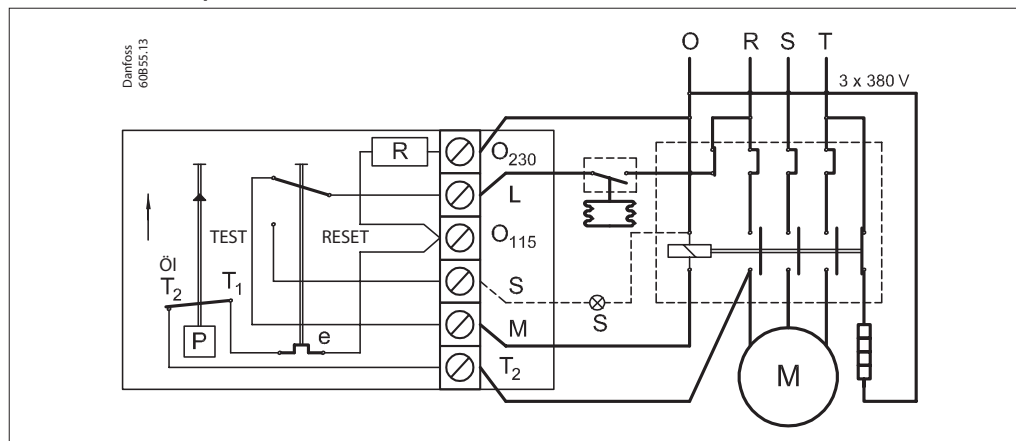 Danfoss
60B55.13
O R S T
3 x 380 V
R
O230
L
TEST
RESET
O115
Öl
T2
T1
S
S
P
e
M
T2
M